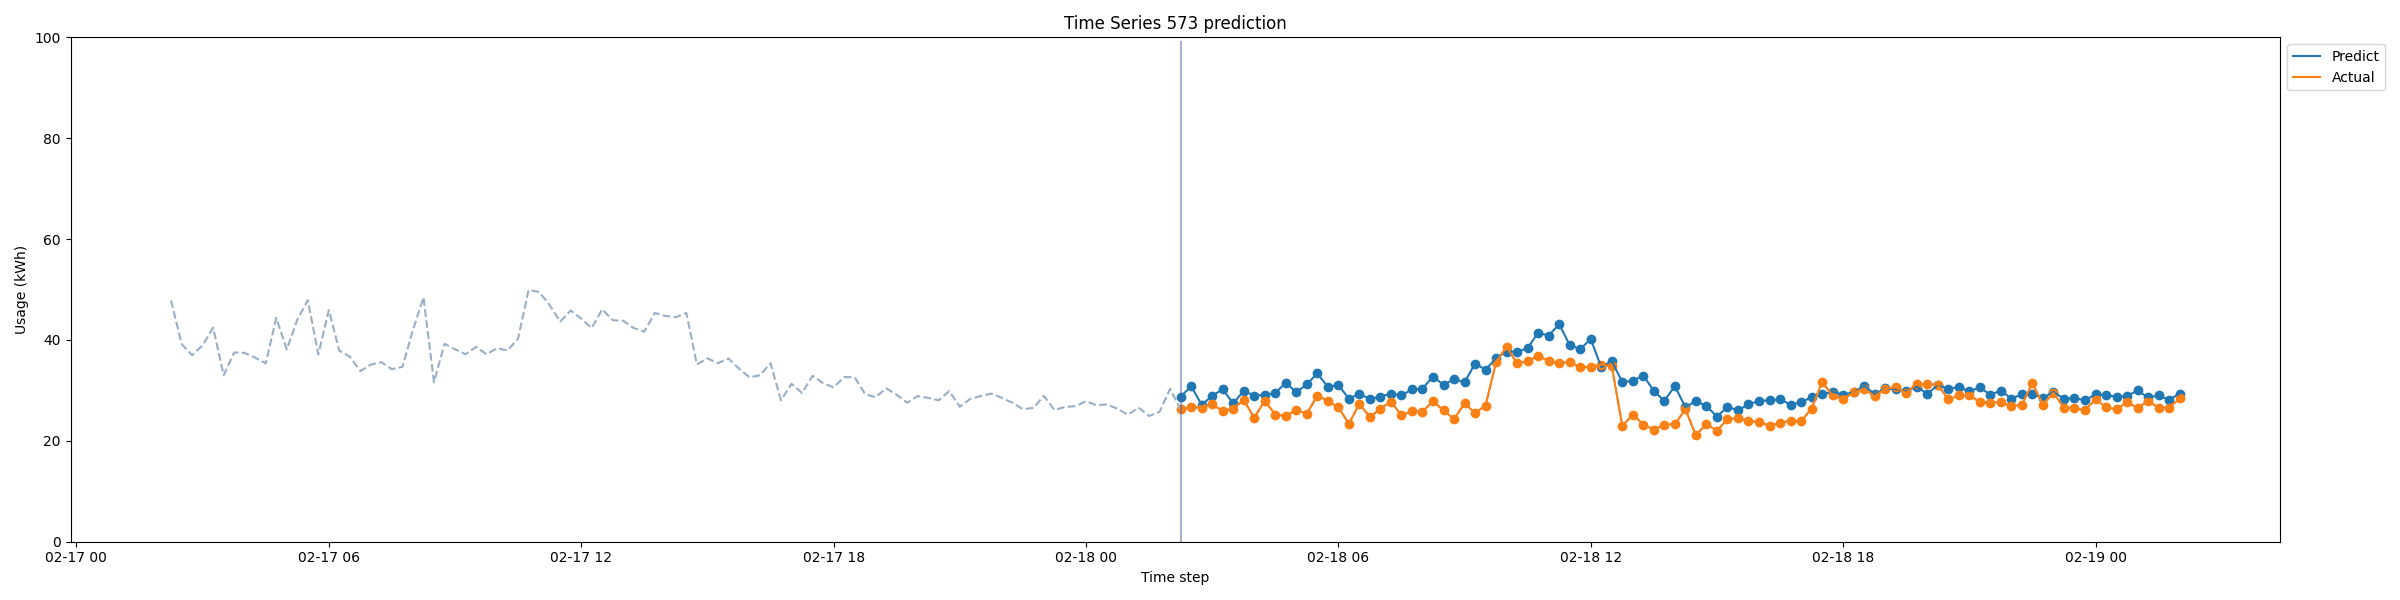 Time Series 573 prediction
100
80
60
40
20
0
Usage (kWh)
02-17 00 02-17 06 02-17 12 02-17 18 02-18 00 02-18 06 02-18 12 02-18 18 02-19 00
Time step
Predict
Actual